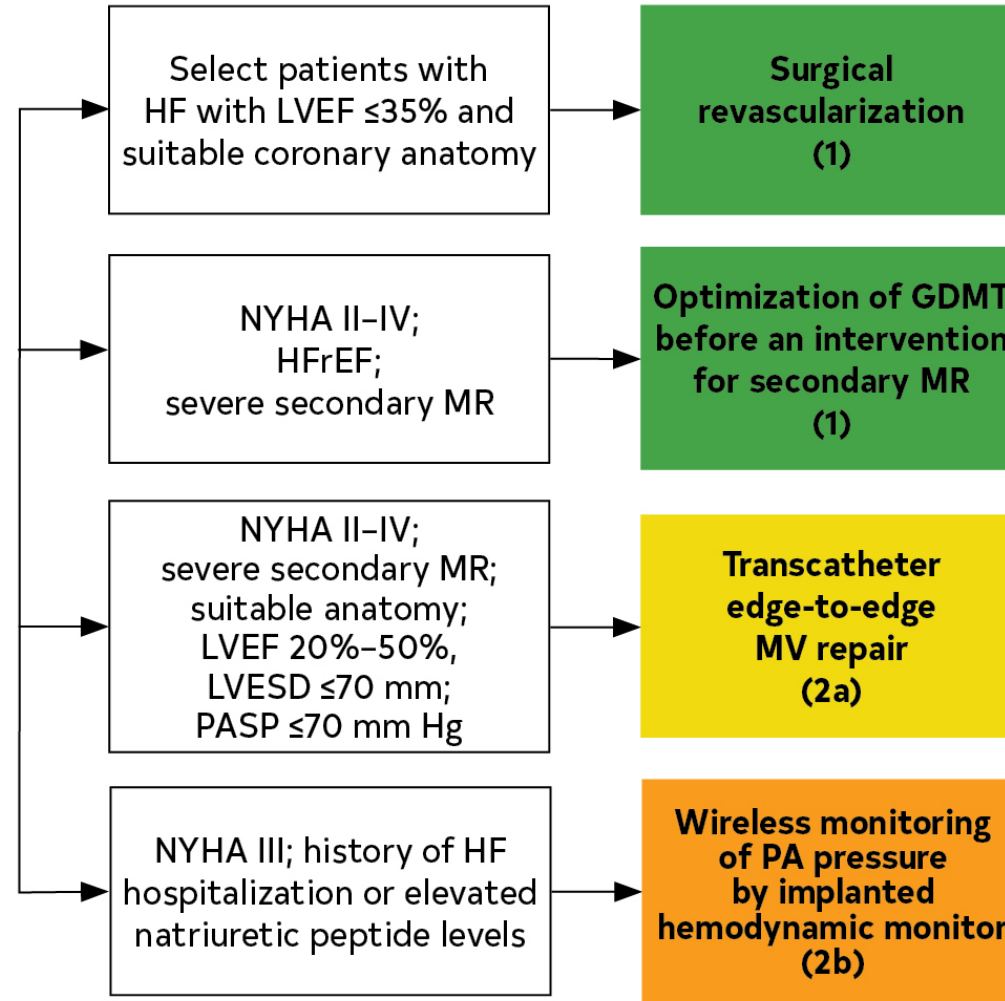 Select patients with
HF with LVEF ≤35% and
suitable coronary anatomy
Surgical
revascularization
(1)
NYHA II–IV;
HFrEF;
severe secondary MR
Optimization of GDMT
before an intervention
for secondary MR
(1)
NYHA II–IV;
severe secondary MR;
suitable anatomy;
LVEF 20%–50%,
LVESD ≤70 mm;
PASP ≤70 mm Hg
Transcatheter
edge-to-edge
MV repair
(2a)
NYHA III; history of HF
hospitalization or elevated
natriuretic peptide levels
Wireless monitoring
of PA pressure
by implanted
hemodynamic monitor
(2b)